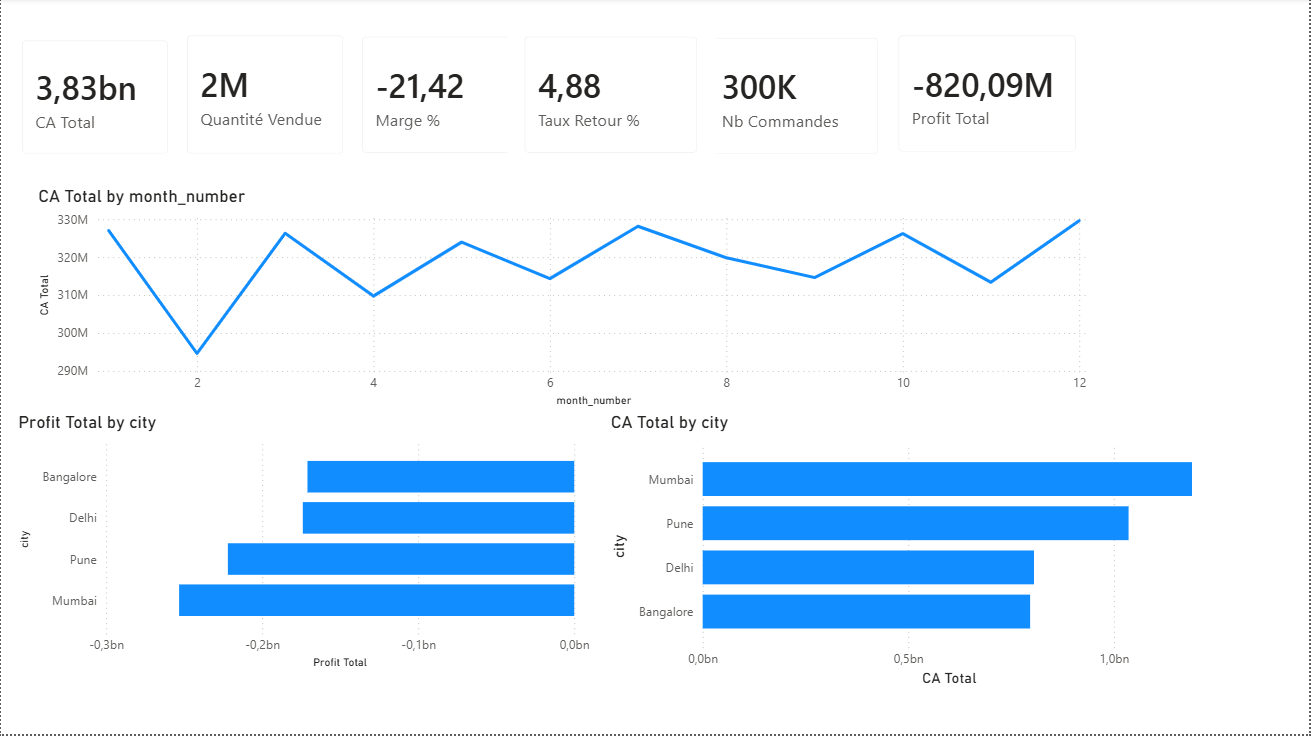 3,83bn
CA Total
2M
Quantité Vendue
-21,42
Marge %
4,88
Taux Retour %
300K
Nb Commandes
-820,09M
Profit Total
CA Total by month_number
330M
320M
310M
300M
290M
CA Total
2 4 6 8 10 12
month_number
Profit Total by city
Bangalore
Delhi
Pune
Mumbai
city
-0,3bn -0,2bn -0,1bn 0,0bn
Profit Total
CA Total by city
Mumbai
Pune
Delhi
Bangalore
city
0,0bn 0,5bn 1,0bn
CA Total